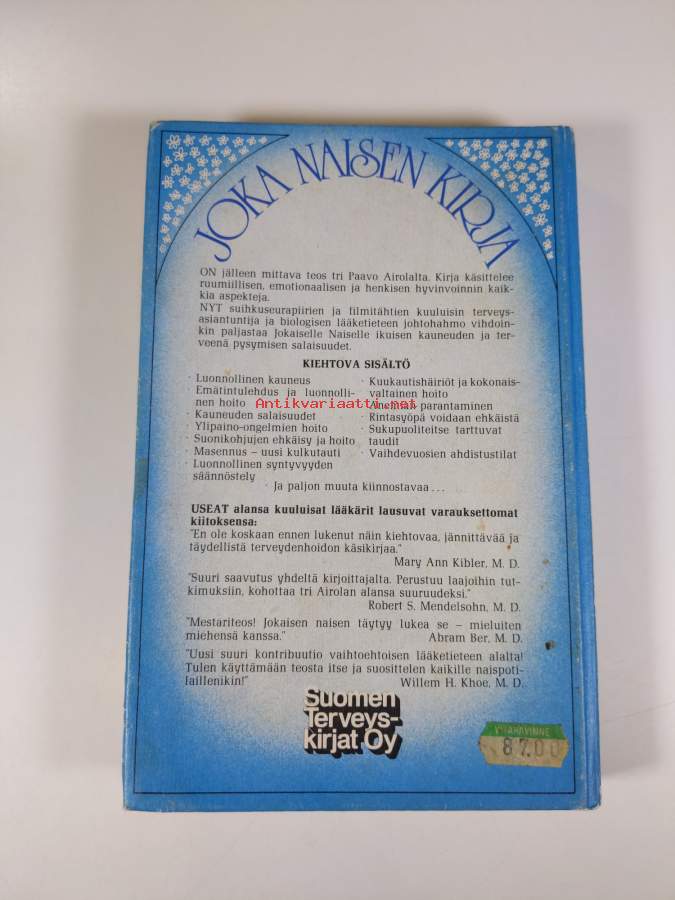 JOKA NAISEN KIRJA
ON jälleen mittava teos tri Paavo Airolalta. Kirja käsittelee
ruumiillisen, emotionaalisen ja henkisen hyvinvoinnin kaik-
kia aspekteja.
NYT suihkuseurapiirien ja filmitähtien kuuluisin terveys-
asiantuntija ja biologisen lääketieteen johtohahmo vihdoin-
kin paljastaa Jokaiselle Naiselle ikuisen kauneuden ja ter-
veenä pysymisen salaisuudet.
KIEHTOVA SISÄLTÖ
· Luonnollinen kauneus
· Emätintulehdus ja luonnolli-
nen hoito
· Kauneuden salaisuudet
· Ylipaino-ongelmien hoito
· Suonikohjujen ehkäisy ja hoito
· Masennus – uusi kulkutauti
· Luonnollinen syntyvyyden
säännöstely
· Kuukautishäiriöt ja kokonais-
valtainen hoito
· Anemian parantaminen
· Rintasyöpä voidaan ehkäistä
· Sukupuoliteitse tarttuvat
taudit
· Vaihdevuosien ahdistustilat
· Ja paljon muuta kiinnostavaa ...
Antikvariaatti.net
USEAT alansa kuuluisat lääkärit lausuvat varauksettomat
kiitoksensa:
"En ole koskaan ennen lukenut näin kiehtovaa, jännittävää ja
täydellistä terveydenhoidon käsikirjaa."
Mary Ann Kibler, M. D.
"Suuri saavutus yhdeltä kirjoittajalta. Perustuu laajoihin tut-
kimuksiin, kohottaa tri Airolan alansa suuruudeksi."
Robert S. Mendelsohn, M. D.
"Mestariteos! Jokaisen naisen täytyy lukea se – mieluiten
miehensä kanssa." Abram Ber, M. D.
"Uusi suuri kontribuutio vaihtoehtoisen lääketieteen alalta!
Tulen käyttämään teosta itse ja suosittelen kaikille naispoti-
laillenikin!" Willem H. Khoe, M. D.
Suomen
Terveys-
kirjat Oy
VIITAHAVINNE
87.00